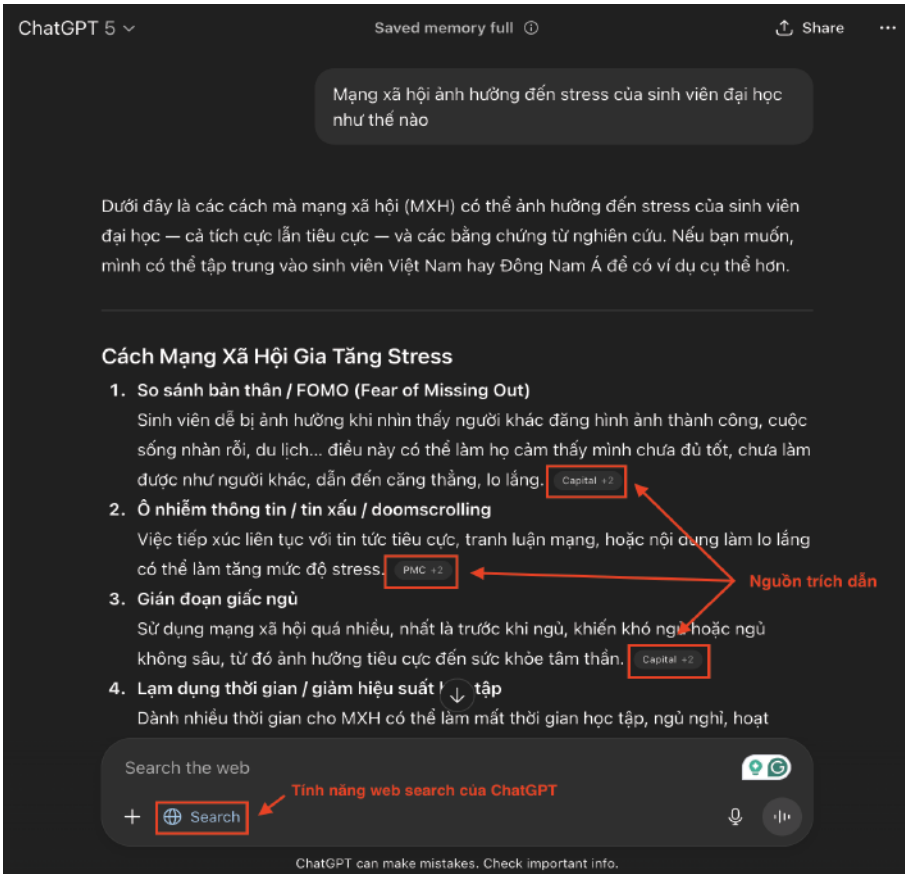 ChatGPT 5
Saved memory full
Share
Mạng xã hội ảnh hưởng đến stress của sinh viên đại học
như thế nào
Dưới đây là các cách mà mạng xã hội (MXH) có thể ảnh hưởng đến stress của sinh viên
đại học — cả tích cực lẫn tiêu cực — và các bằng chứng từ nghiên cứu. Nếu bạn muốn,
mình có thể tập trung vào sinh viên Việt Nam hay Đông Nam Á để có ví dụ cụ thể hơn.
Cách Mạng Xã Hội Gia Tăng Stress
1. So sánh bản thân / FOMO (Fear of Missing Out)
Sinh viên dễ bị ảnh hưởng khi nhìn thấy người khác đăng hình ảnh thành công, cuộc
sống nhàn rỗi, du lịch... điều này có thể làm họ cảm thấy mình chưa đủ tốt, chưa làm
được như người khác, dẫn đến căng thẳng, lo lắng. Capital +2
2. Ô nhiễm thông tin / tin xấu / doomscrolling
Việc tiếp xúc liên tục với tin tức tiêu cực, tranh luận mạng, hoặc nội dung làm lo lắng
có thể làm tăng mức độ stress. PMC +2
Nguồn trích dẫn
3. Gián đoạn giấc ngủ
Sử dụng mạng xã hội quá nhiều, nhất là trước khi ngủ, khiến khó ngủ hoặc ngủ
không sâu, từ đó ảnh hưởng tiêu cực đến sức khỏe tâm thần. Capital +2
4. Lạm dụng thời gian / giảm hiệu suất tập
Dành nhiều thời gian cho MXH có thể làm mất thời gian học tập, ngủ nghỉ, hoạt
Search the web
Tính năng web search của ChatGPT
Search
ChatGPT can make mistakes. Check important info.